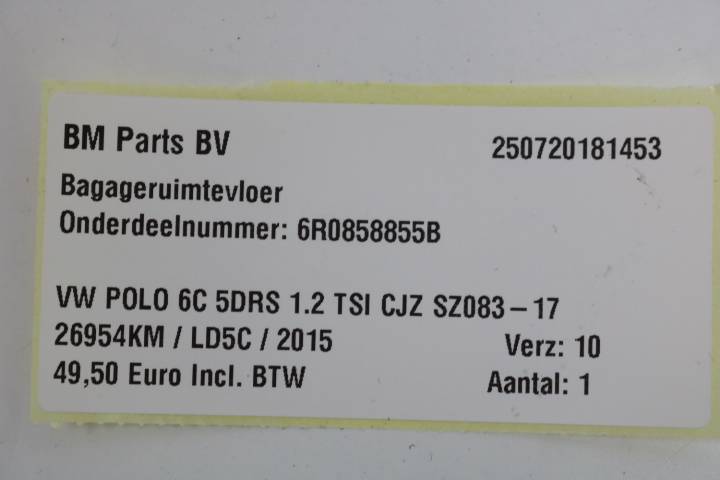 BM Parts BV 250720181453
Bagageruimtevloer
Onderdeelnummer: 6R0858855B
VW POLO 6C 5DRS 1.2 TSI CJZ SZ083-17
26954KM / LD5C / 2015 Verz: 10
49,50 Euro Incl. BTW Aantal: 1